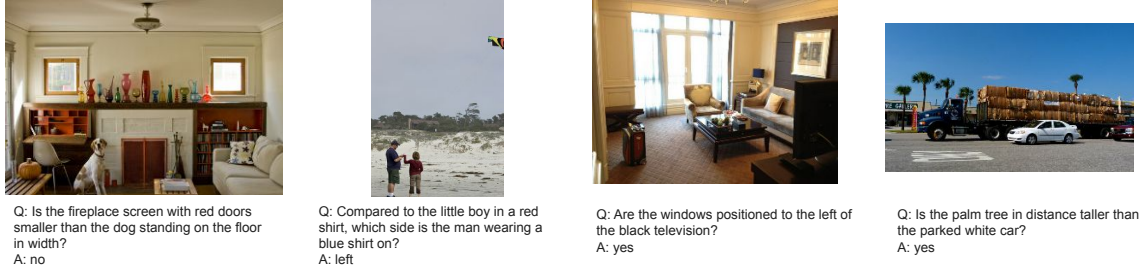 Q: Is the fireplace screen with red doors
smaller than the dog standing on the floor
in width?
A: no
Q: Compared to the little boy in a red
shirt, which side is the man wearing a
blue shirt on?
A: left
Q: Are the windows positioned to the left of
the black television?
A: yes
Q: Is the palm tree in distance taller than
the parked white car?
A: yes